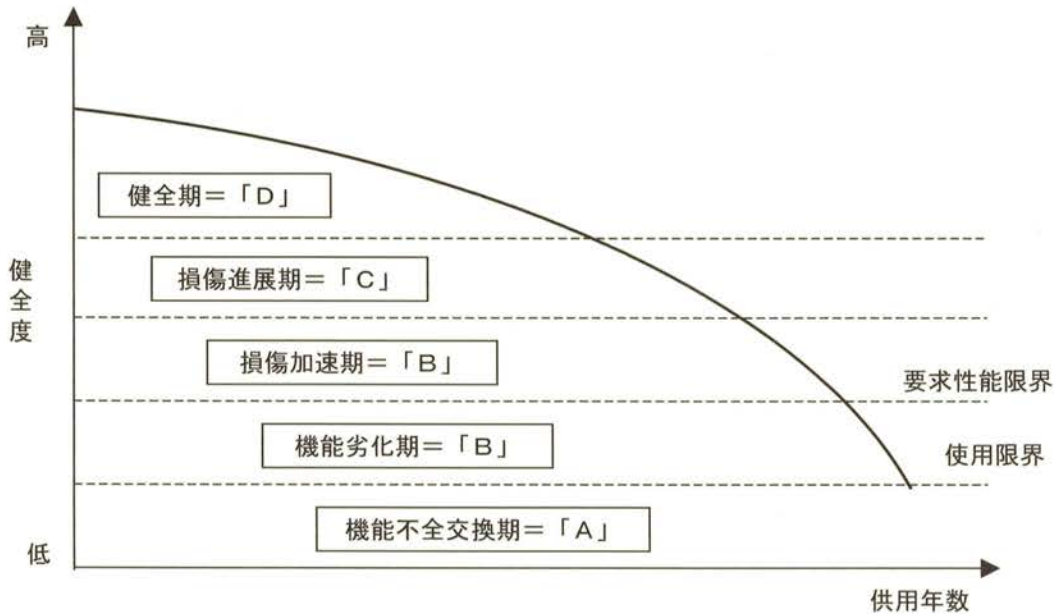 高
健全期=「D」
損傷進展期=「C」
健全度
損傷加速期=「B」
要求性能限界
機能劣化期=「B」
使用限界
機能不全交換期=「A」
低
供用年数